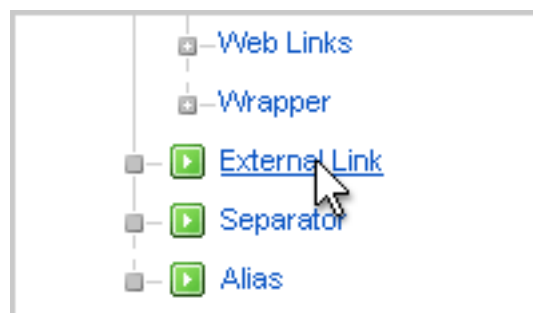 Web Links
Wrapper
External Link
Separator
Alias